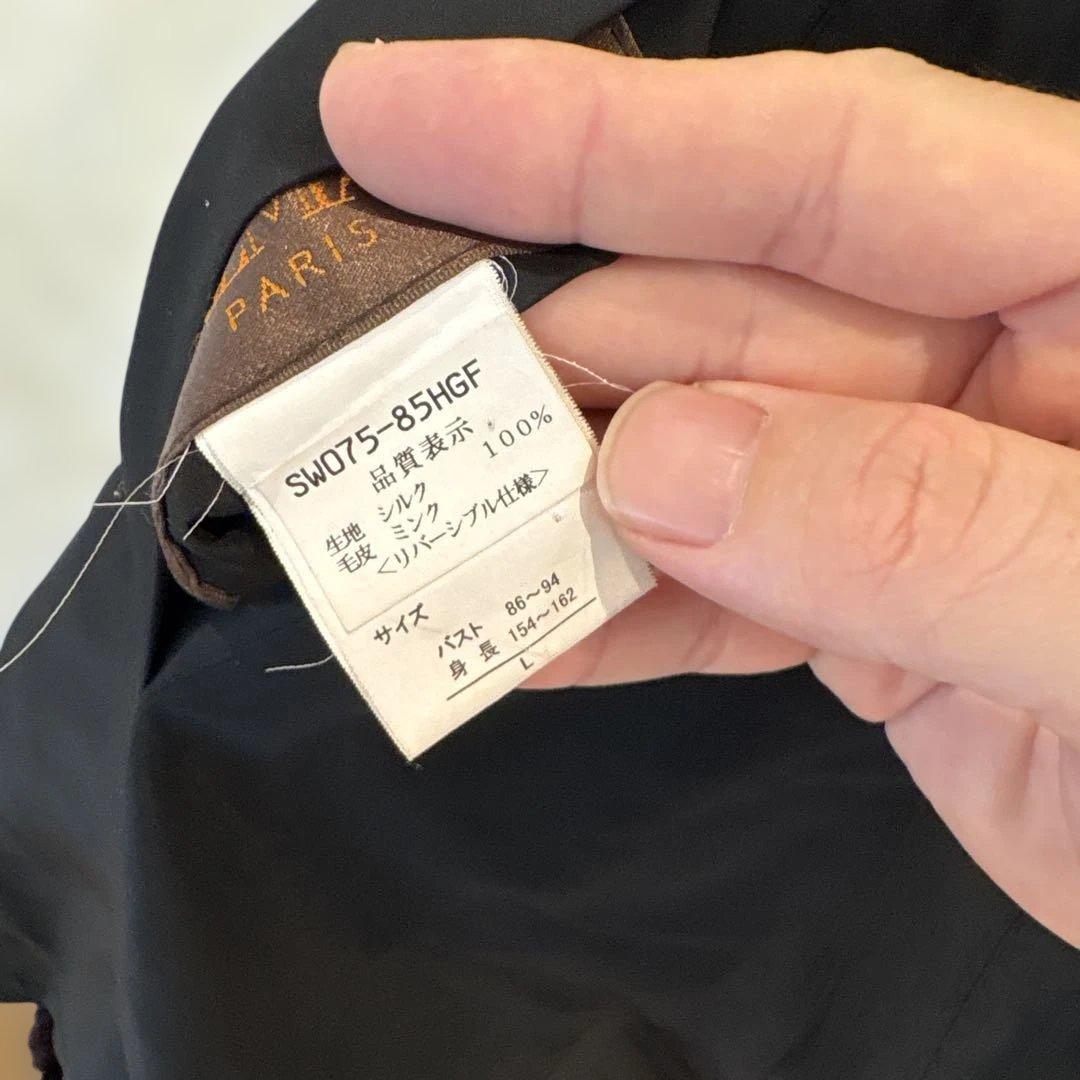 PARIS
SW075-85HGF
品質表示
生地 シルク 100%
毛皮 ミンク
<リバーシブル仕様>
サイズ
バスト 86～94
身長 154～162
L